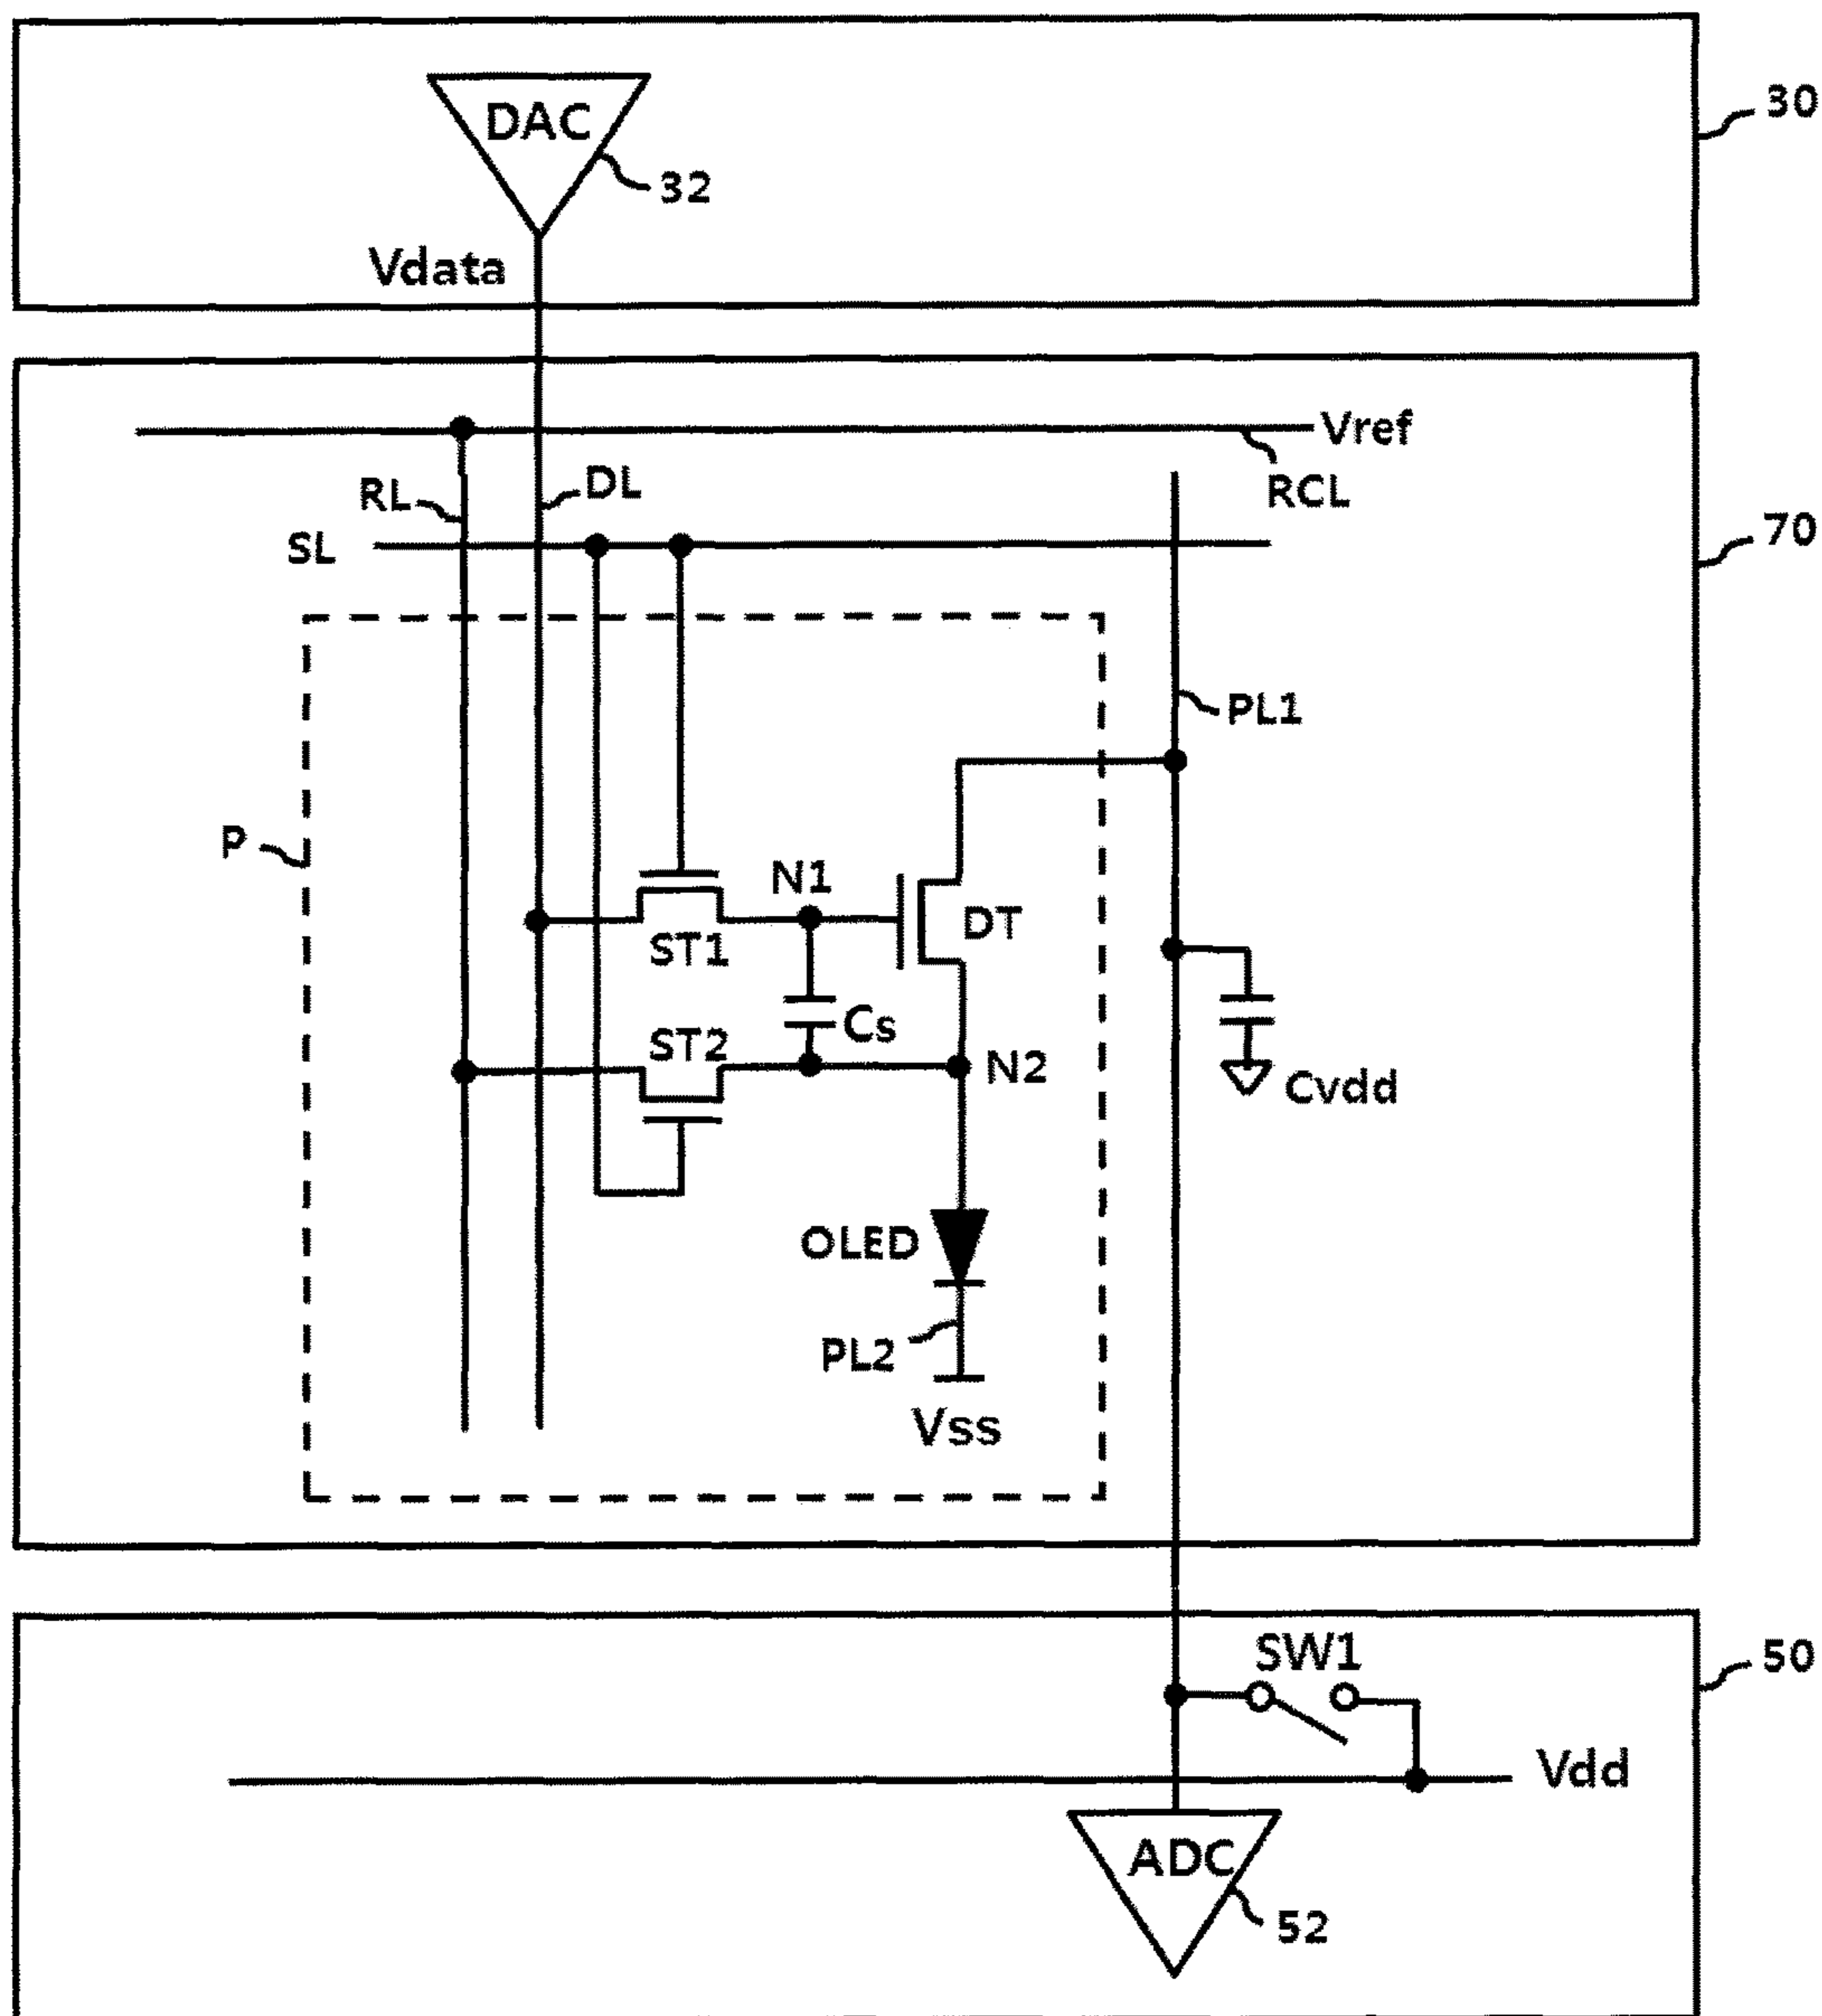 DAC
30
32
Vdata
Vref
RL
DL
RCL
SL
70
PL1
P
N1
DT
ST1
Cs
ST2
N2
Cvdd
OLED
PL2
Vss
SW1
50
Vdd
ADC
52